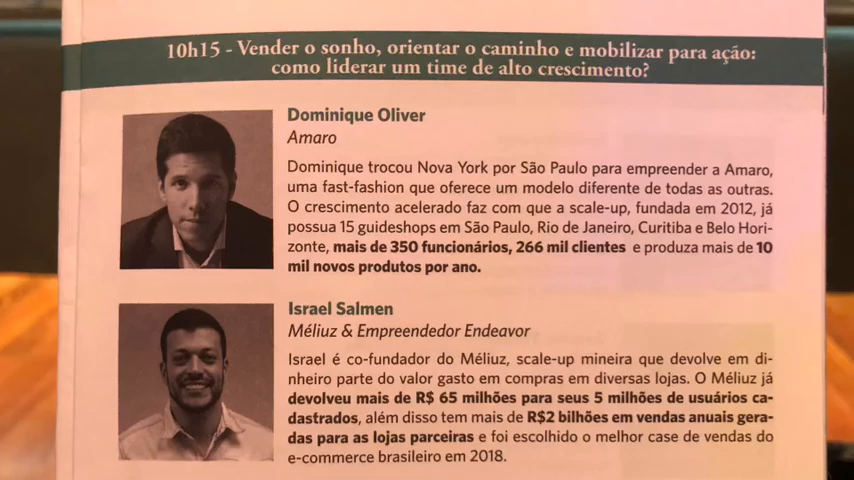 10h15 - Vender o sonho, orientar o caminho e mobilizar para ação:
como liderar um time de alto crescimento?
Dominique Oliver
Amaro
Dominique trocou Nova York por São Paulo para empreender a Amaro,
uma fast-fashion que oferece um modelo diferente de todas as outras.
O crescimento acelerado faz com que a scale-up, fundada em 2012, já
possua 15 guideshops em São Paulo, Rio de Janeiro, Curitiba e Belo Hori-
zonte, mais de 350 funcionários, 266 mil clientes e produza mais de 10
mil novos produtos por ano.
Israel Salmen
Méliuz & Empreendedor Endeavor
Israel é co-fundador do Méliuz, scale-up mineira que devolve em di-
nheiro parte do valor gasto em compras em diversas lojas. O Méliuz já
devolveu mais de R$ 65 milhões para seus 5 milhões de usuários ca-
dastrados, além disso tem mais de R$2 bilhões em vendas anuais gera-
das para as lojas parceiras e foi escolhido o melhor case de vendas do
e-commerce brasileiro em 2018.